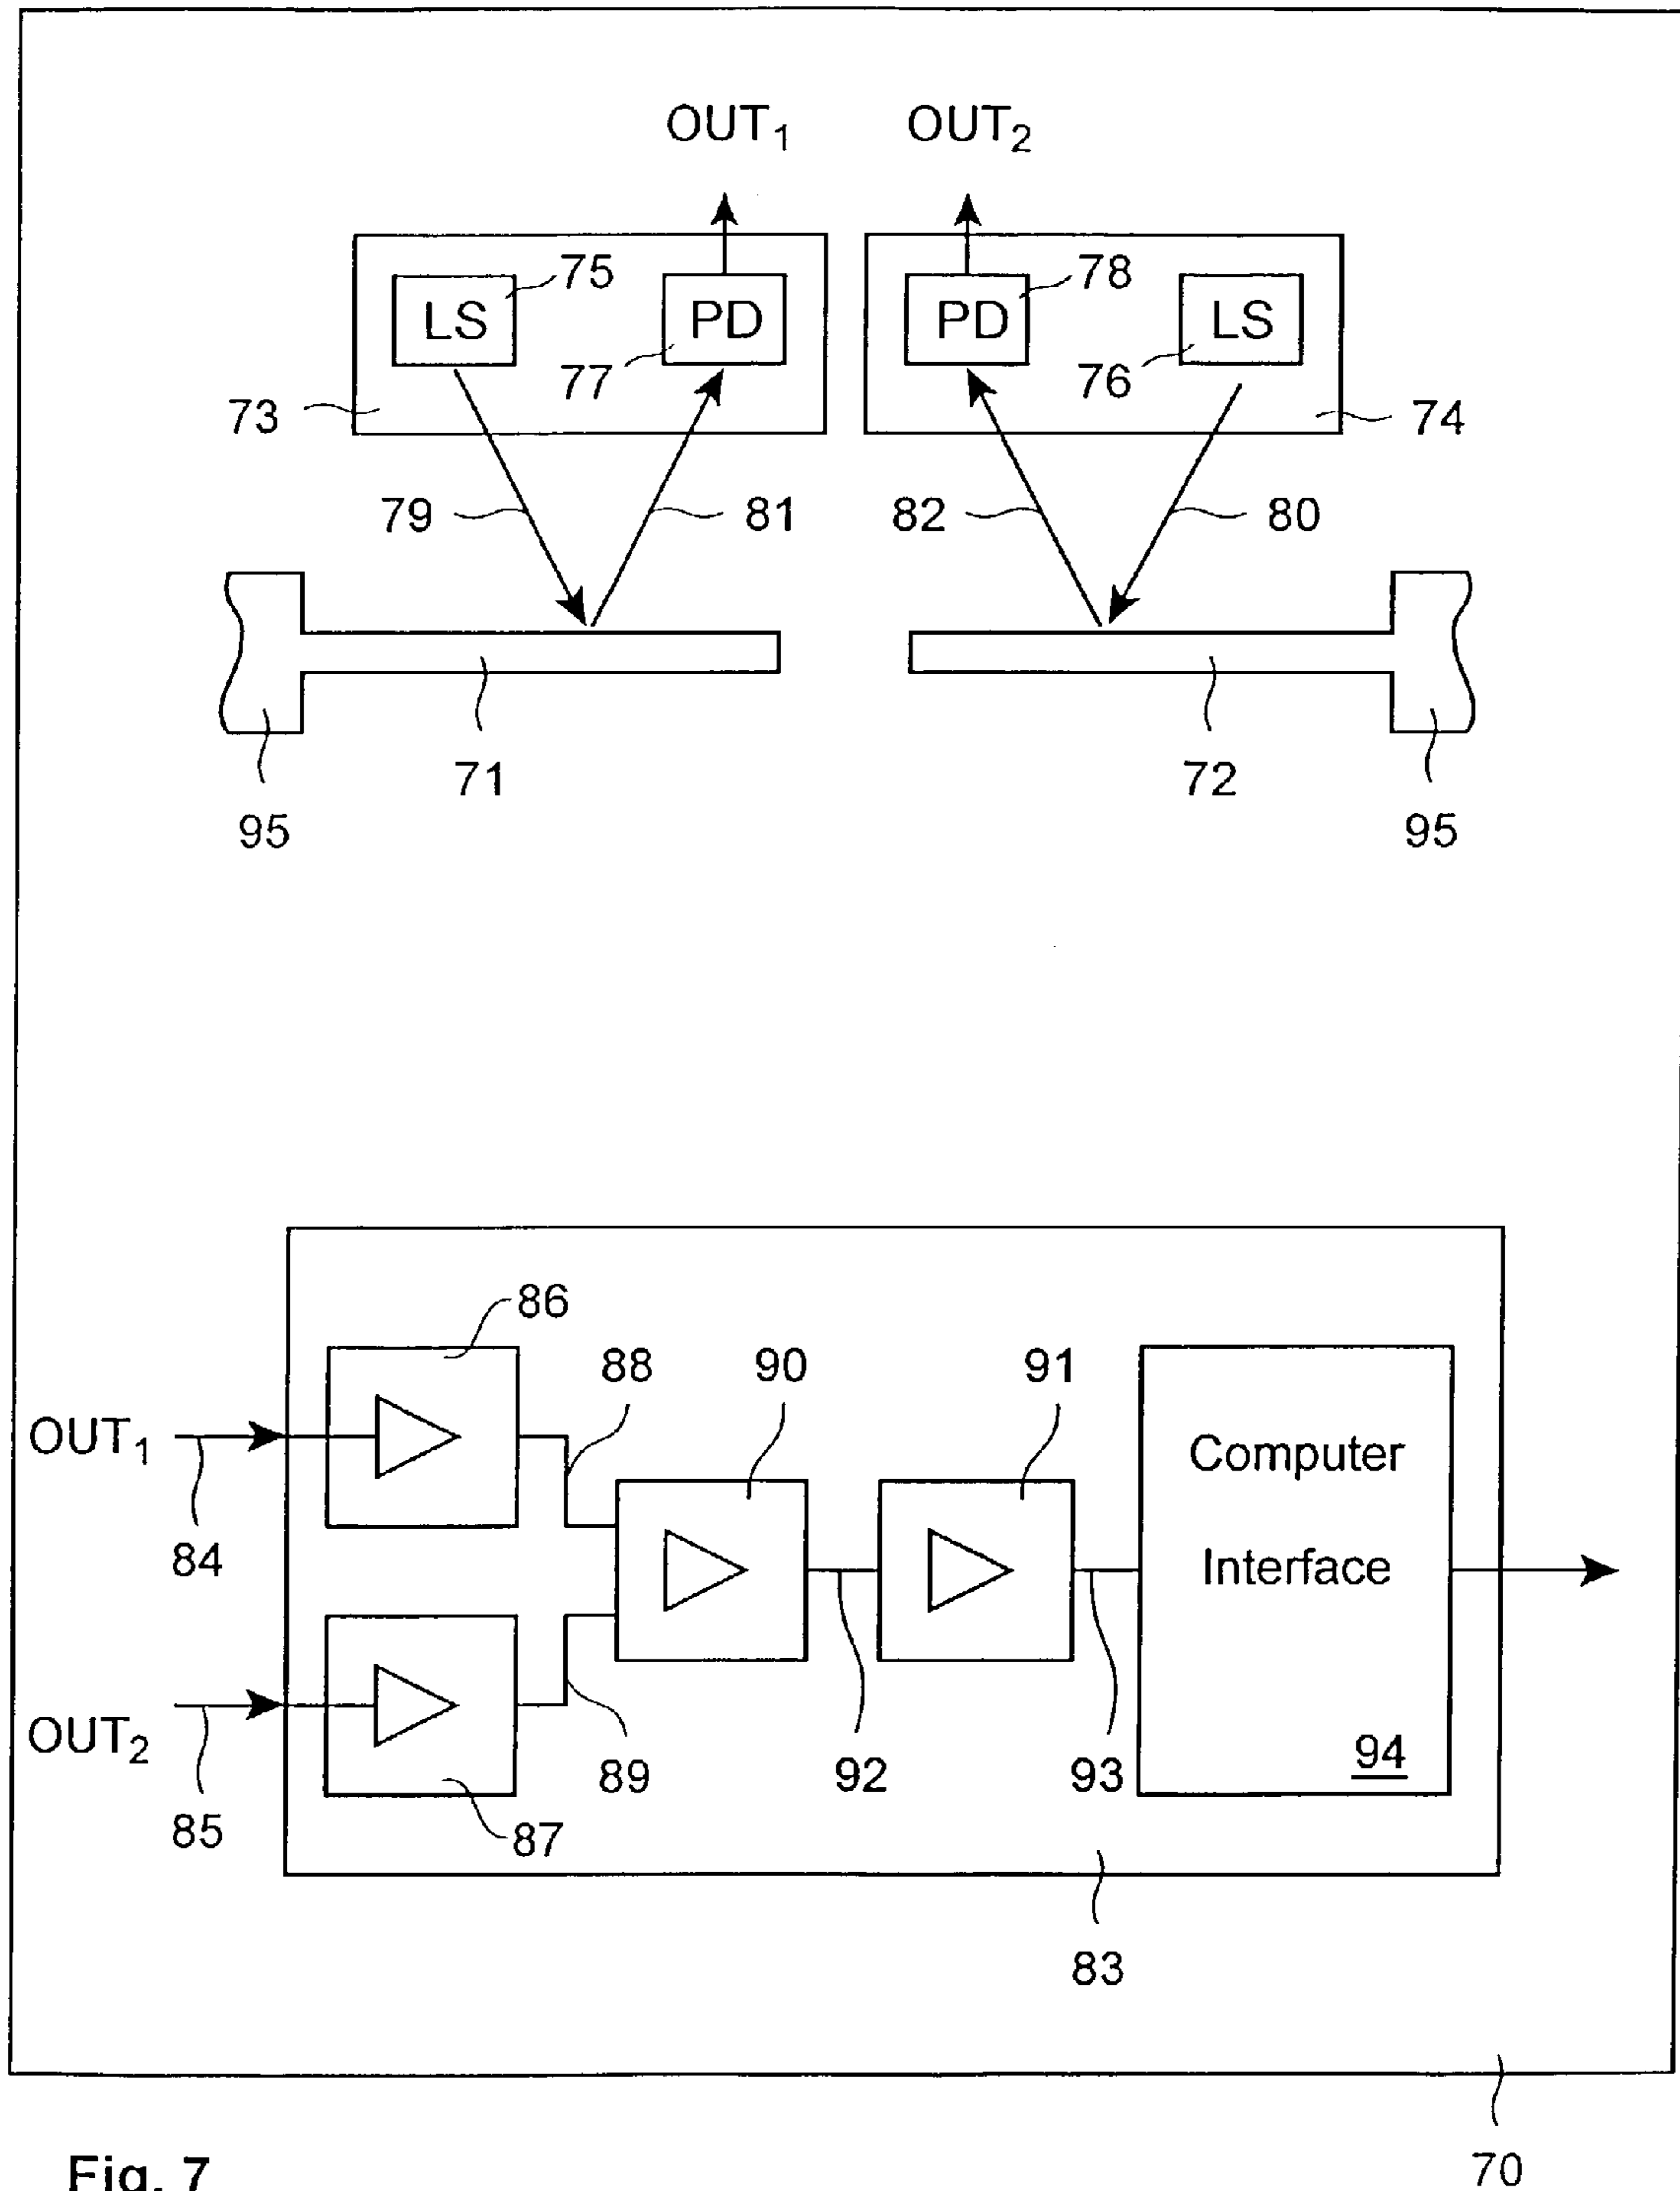 OUT₁ OUT₂
75 78
LS PD PD LS
77 76
73 74
79 81 82 80
71 72
95 95
86
88 90 91
OUT₁
Computer
84
Interface
OUT₂
94
89 92 93
85
87
83
70
Fig. 7